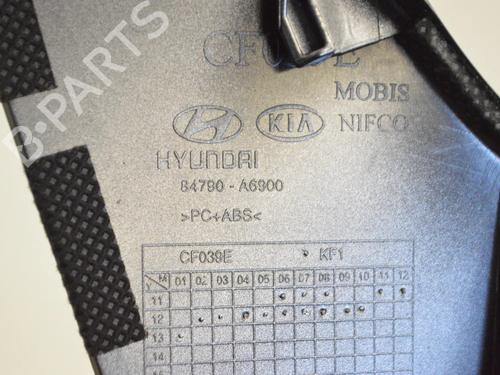 B-PARTS
MOBIS
KIA NIFCO
HYUNDAI
84790 - A6900
>PC+ABS<
CF039E KF1
Y M 01 02 03 04 05 06 07 08 09 10 11 12
11
12
13